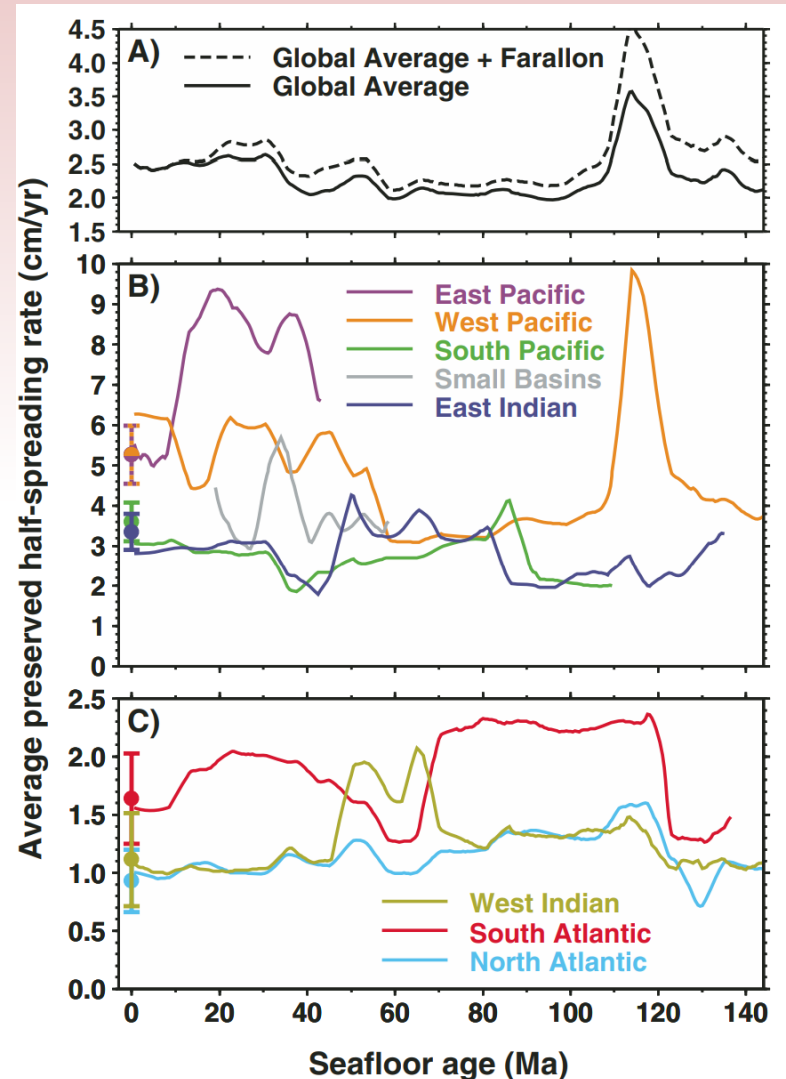 Average preserved half-spreading rate (cm/yr)
A)
Global Average + Farallon
Global Average
4.5
4.0
3.5
3.0
2.5
2.0
1.5
B)
East Pacific
West Pacific
South Pacific
Small Basins
East Indian
10
9
8
7
6
5
4
3
2
1
0
C)
West Indian
South Atlantic
North Atlantic
2.5
2.0
1.5
1.0
0.5
0.0
0 20 40 60 80 100 120 140
Seafloor age (Ma)